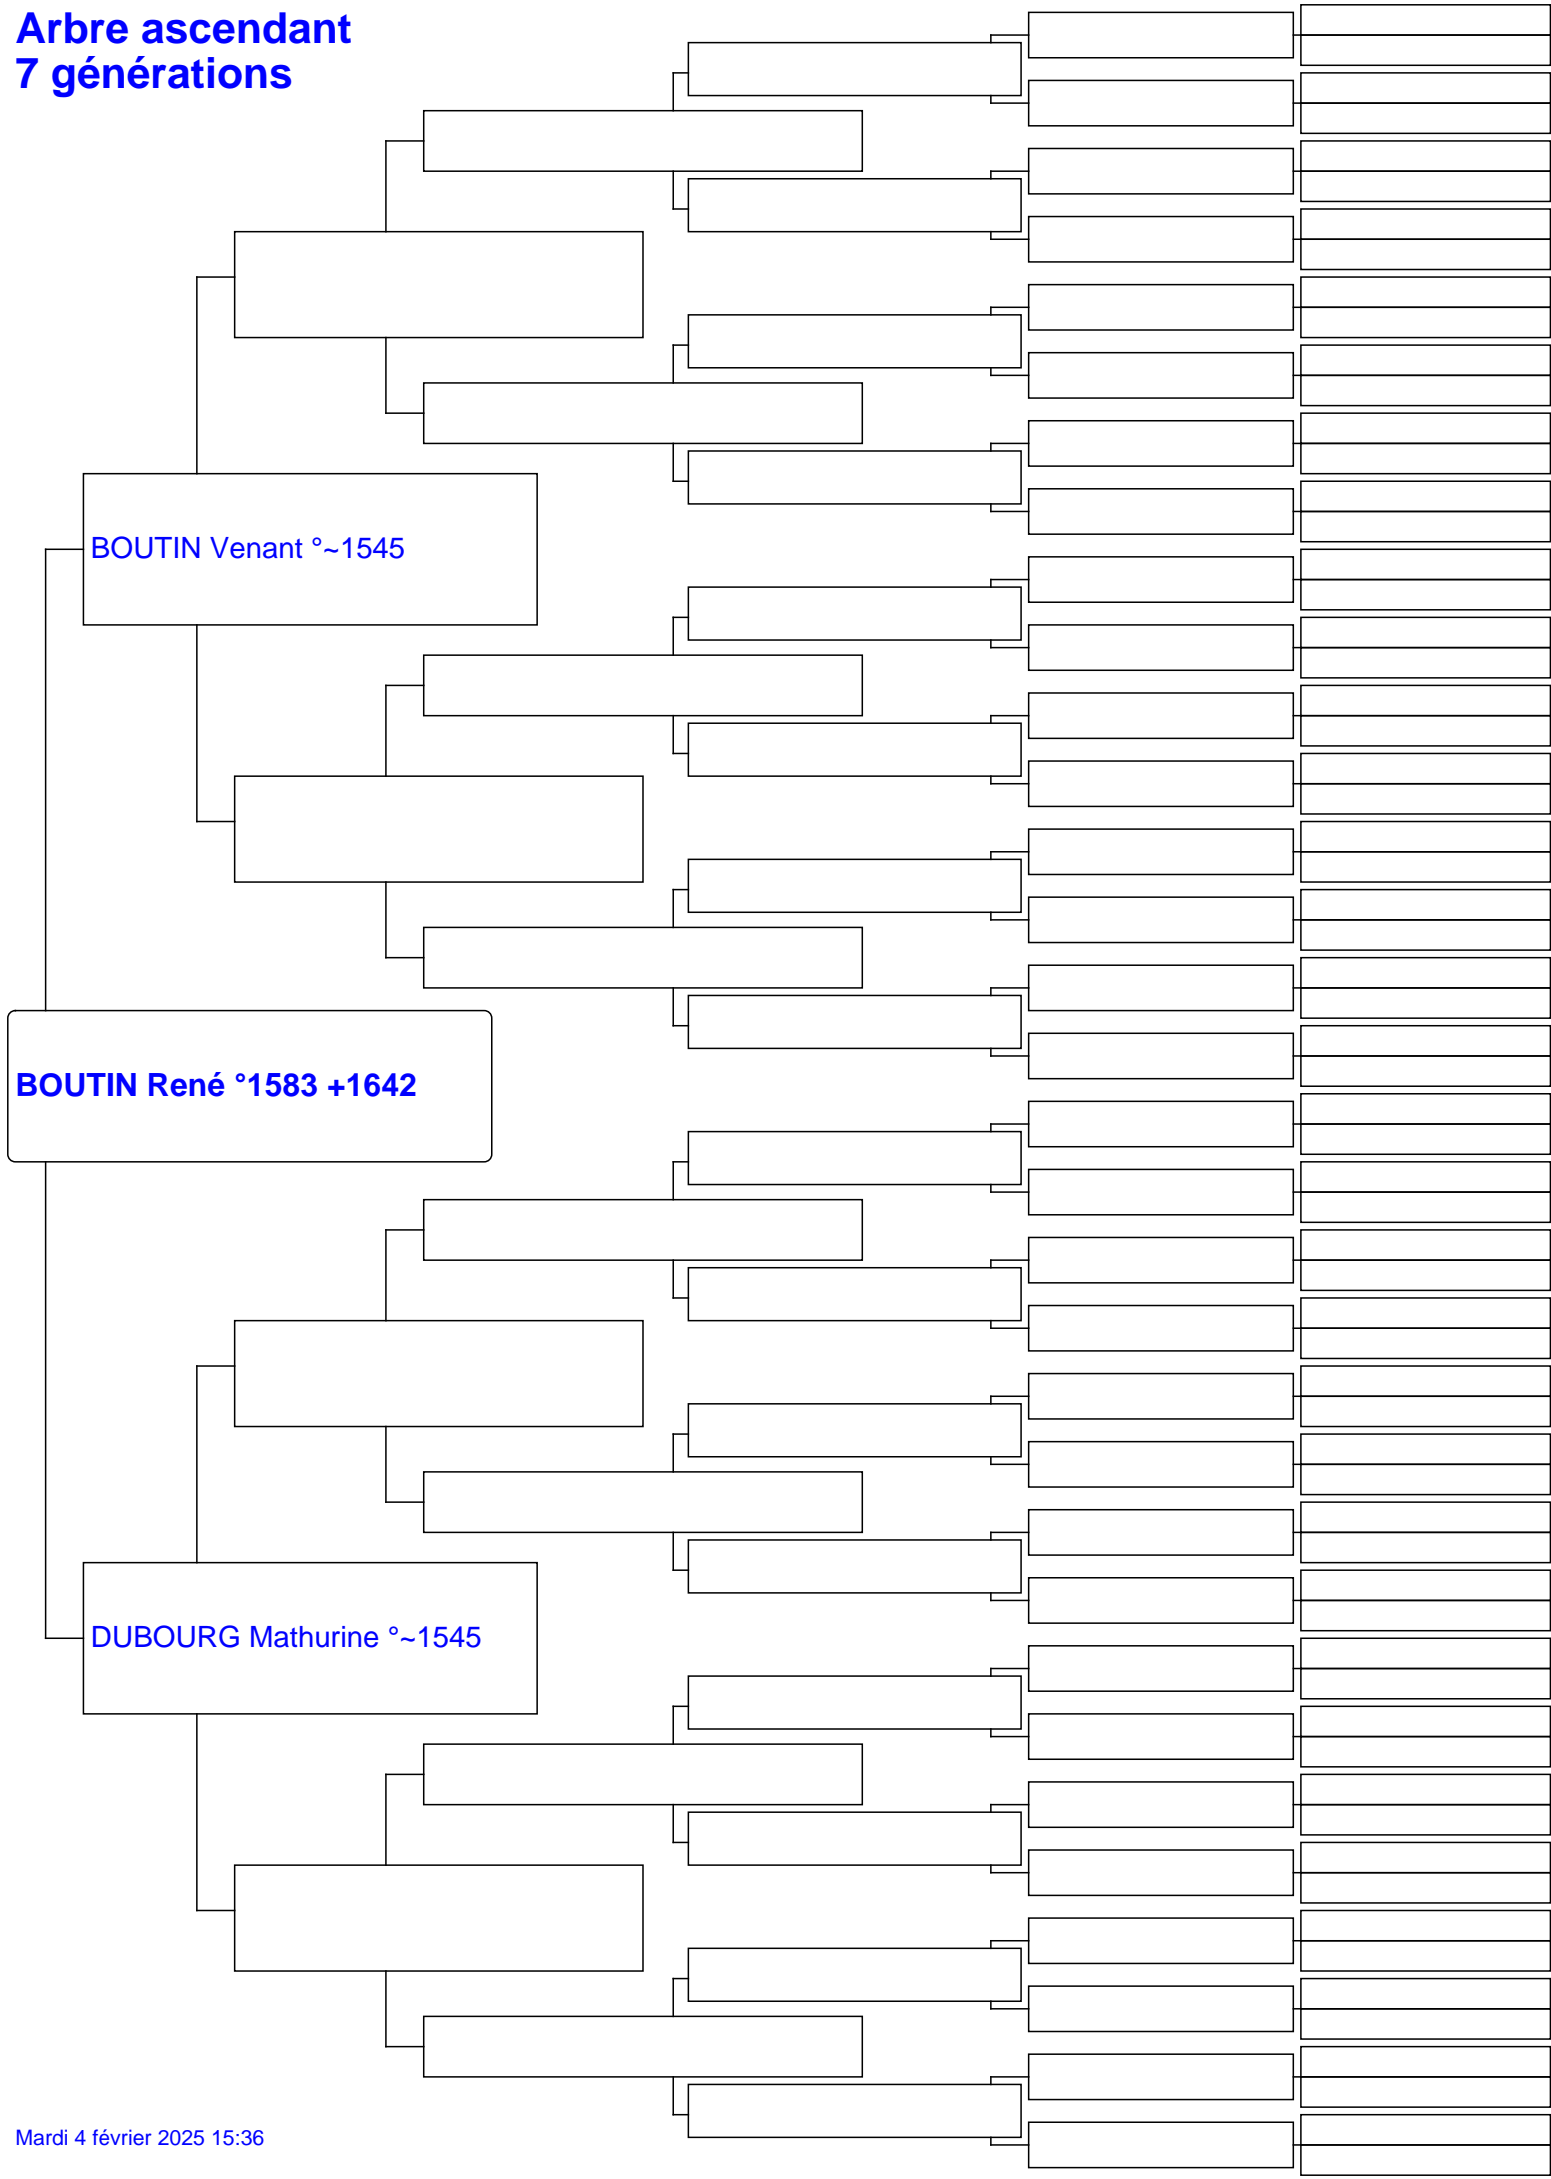 Arbre ascendant
7 générations
BOUTIN Venant °~1545
BOUTIN René °1583 +1642
DUBOURG Mathurine °~1545
Mardi 4 février 2025 15:36